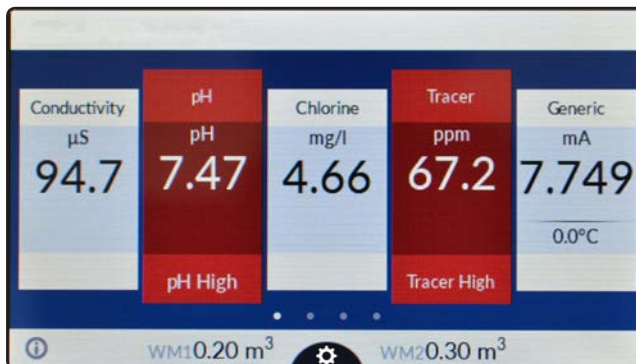 Conductivity
µS
94.7
pH
pH
7.47
pH High
Chlorine
mg/l
4.66
Tracer
ppm
67.2
Tracer High
Generic
mA
7.749
0.0°C
WM1 0.20 m³
WM2 0.30 m³